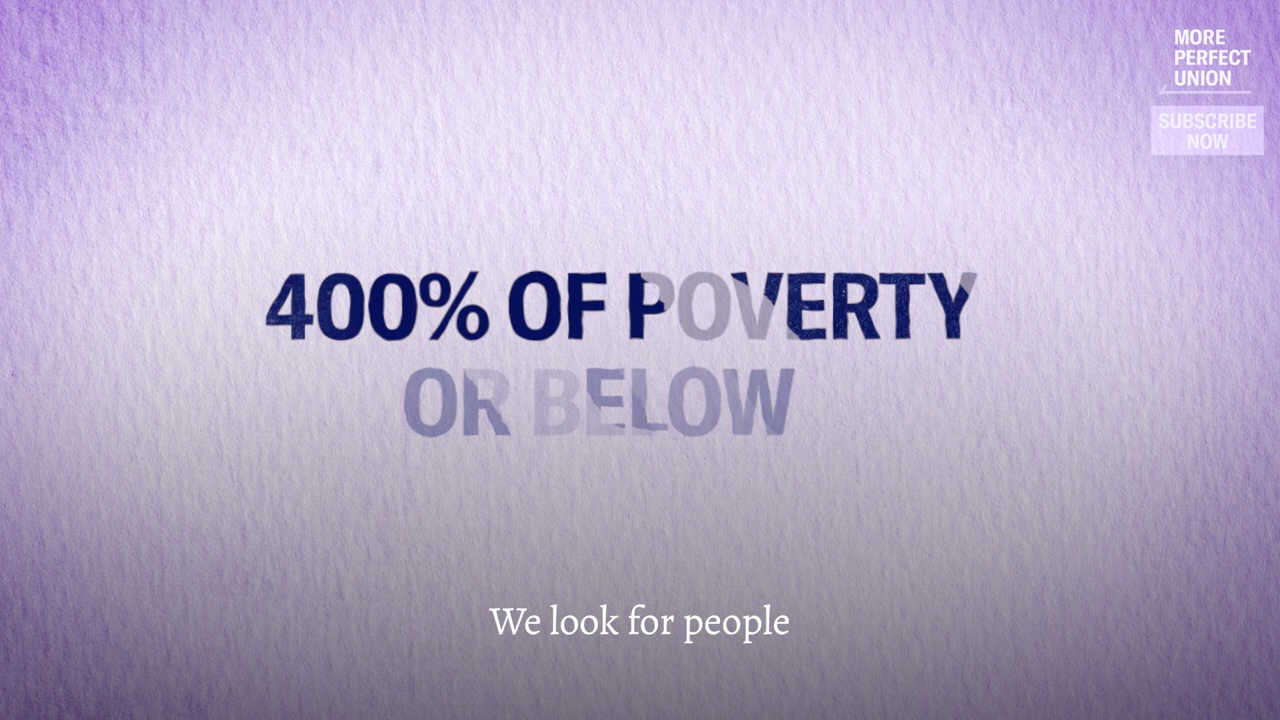 MORE
PERFECT
UNION
SUBSCRIBE
NOW
400% OF POVERTY
OR BELOW
We look for people